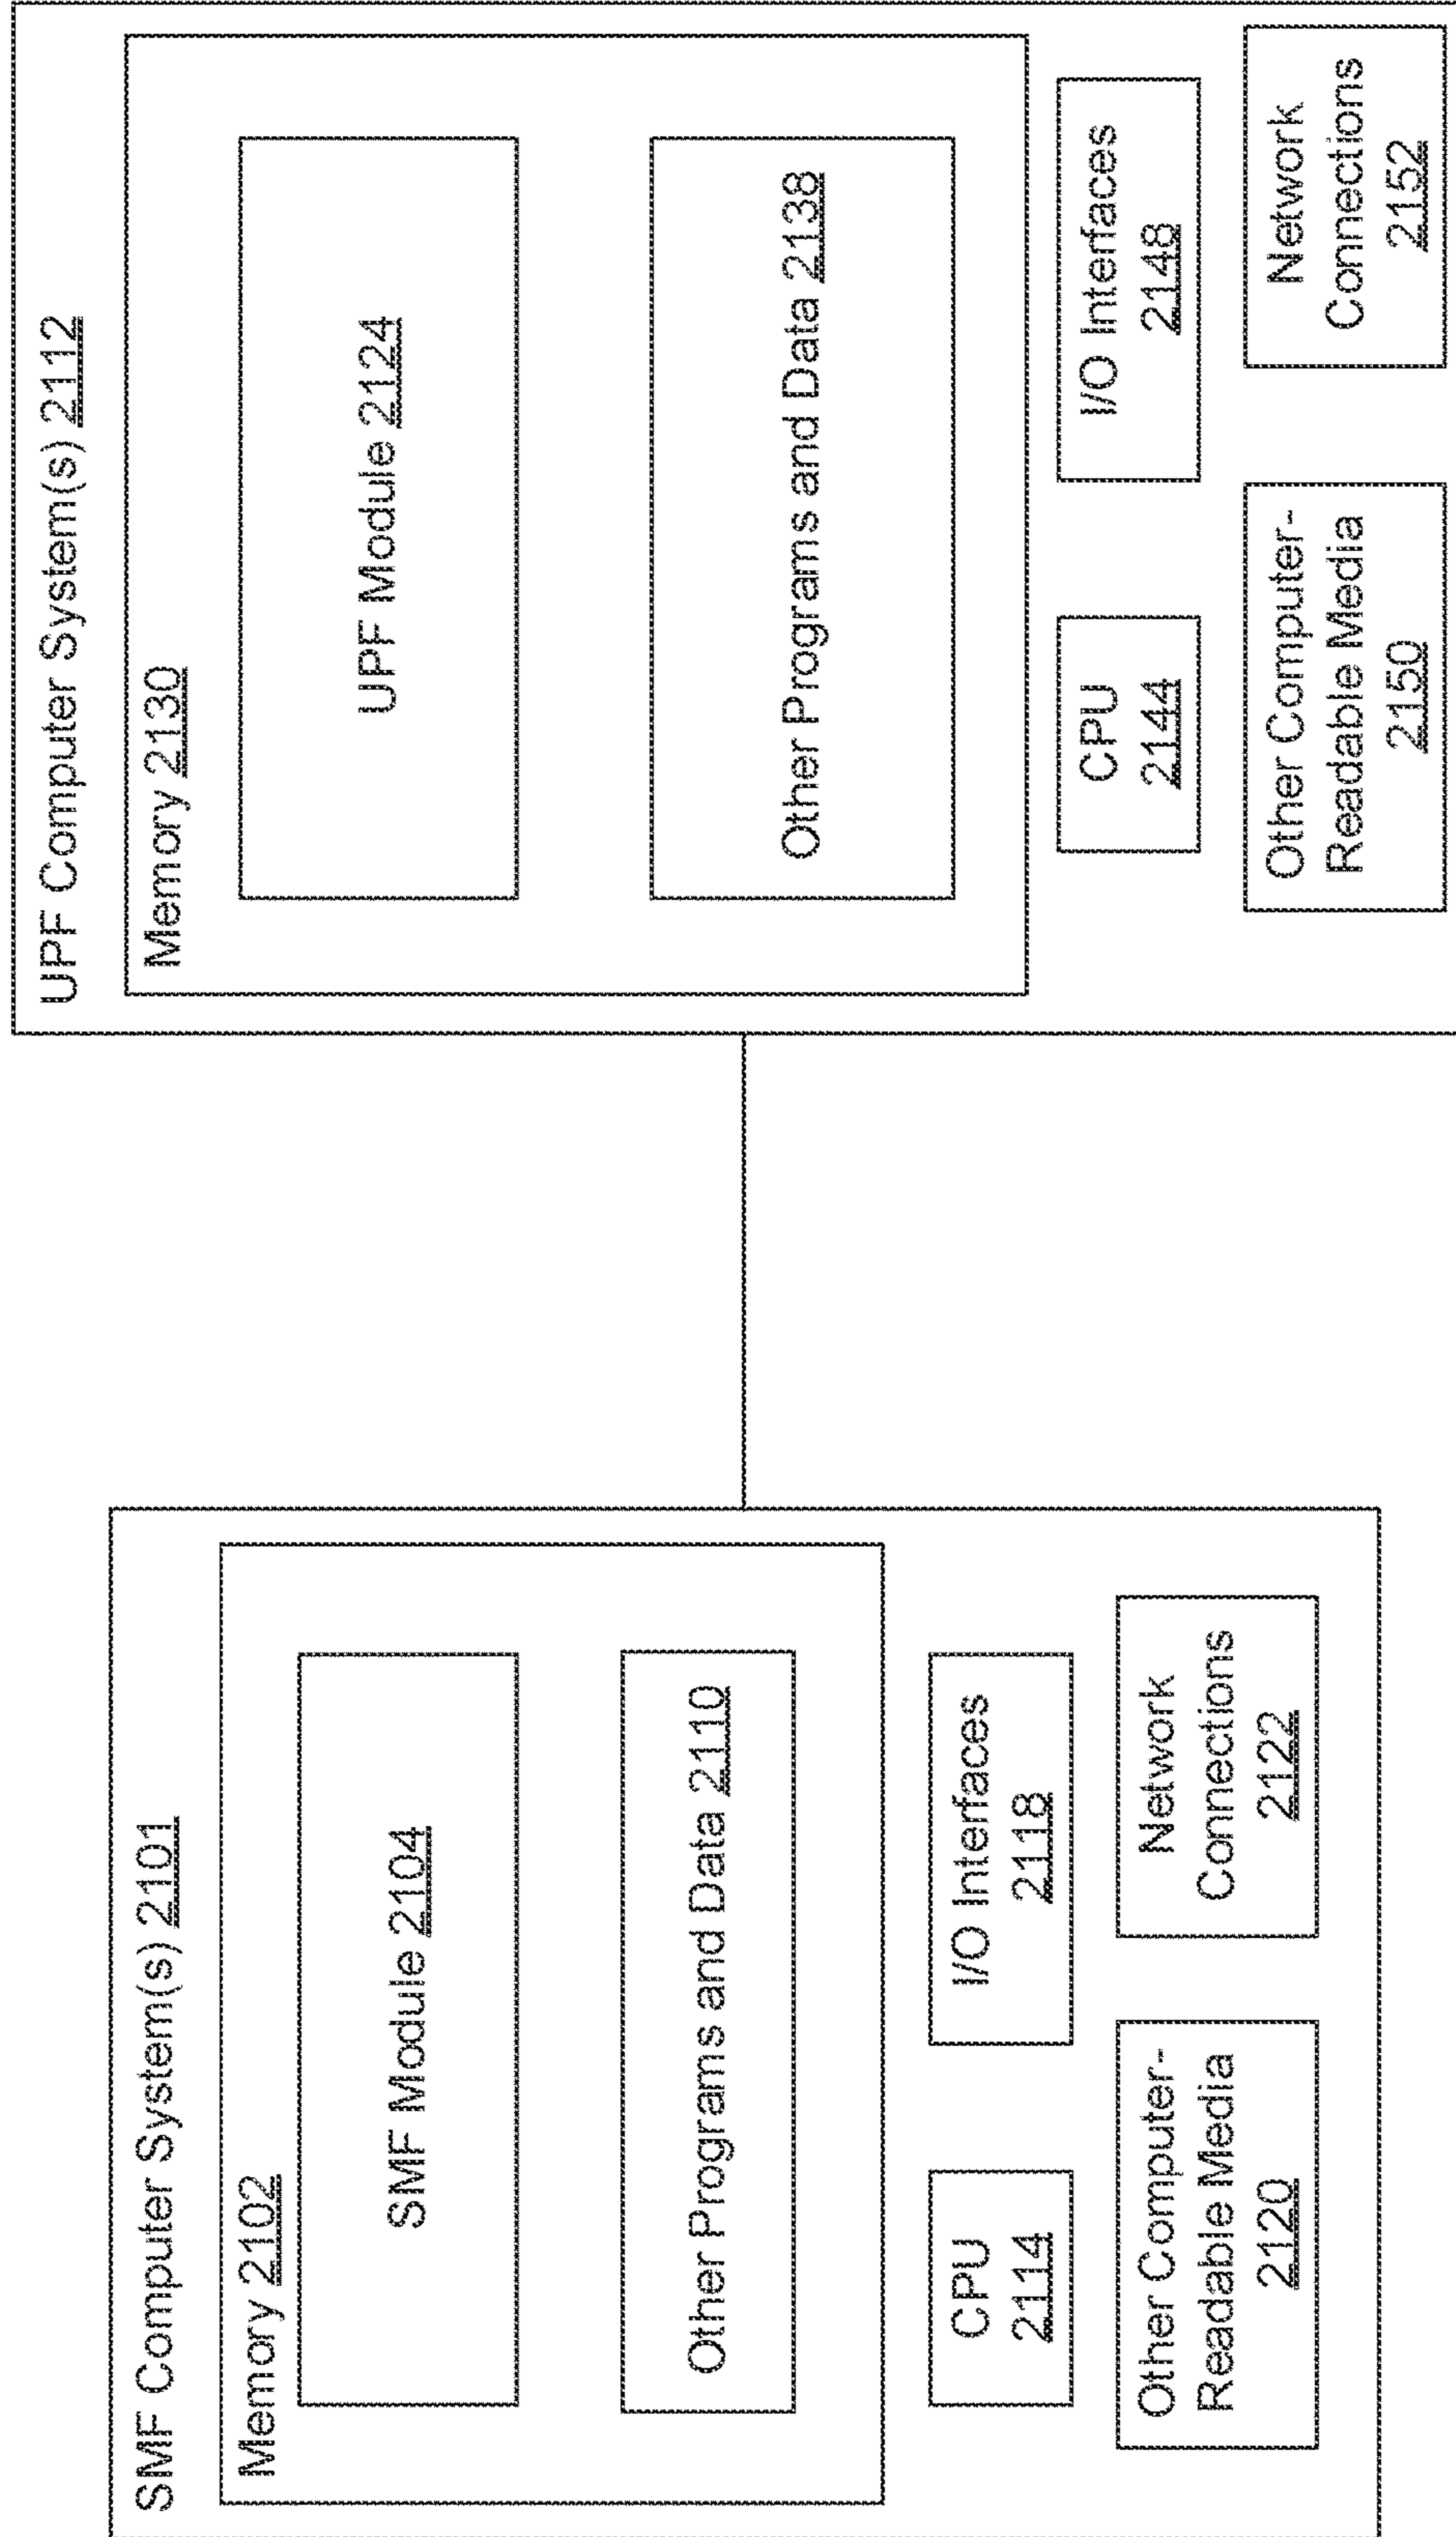 SMF Computer System(s) 2101
Memory 2102
SMF Module 2104
Other Programs and Data 2110
CPU
2114
I/O Interfaces
2118
Other Computer-
Readable Media
2120
Network
Connections
2122
UPF Computer System(s) 2112
Memory 2130
UPF Module 2124
Other Programs and Data 2138
CPU
2144
I/O Interfaces
2148
Other Computer-
Readable Media
2150
Network
Connections
2152